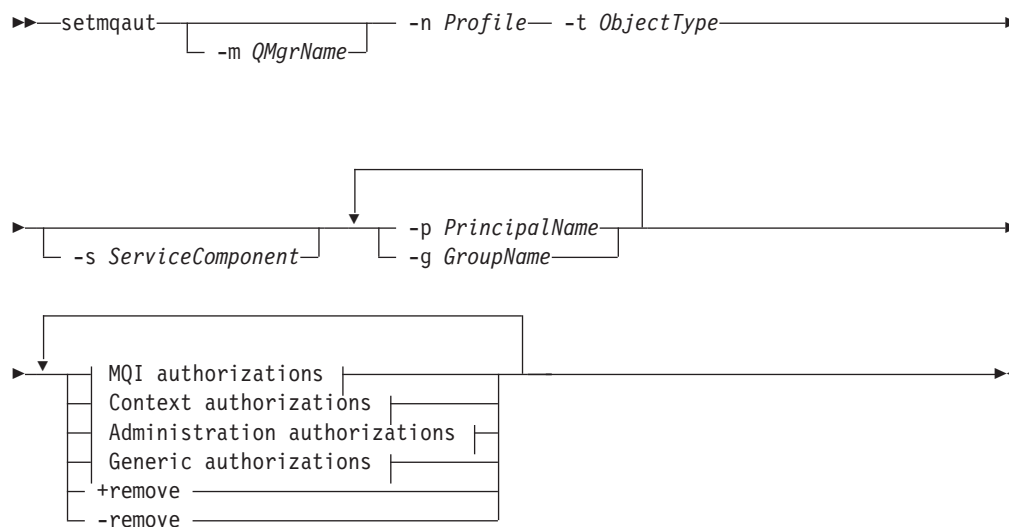 setmqaut -n Profile -t ObjectType
-m QMgrName
-p PrincipalName
-s ServiceComponent -g GroupName
MQI authorizations
Context authorizations
Administration authorizations
Generic authorizations
+remove
-remove